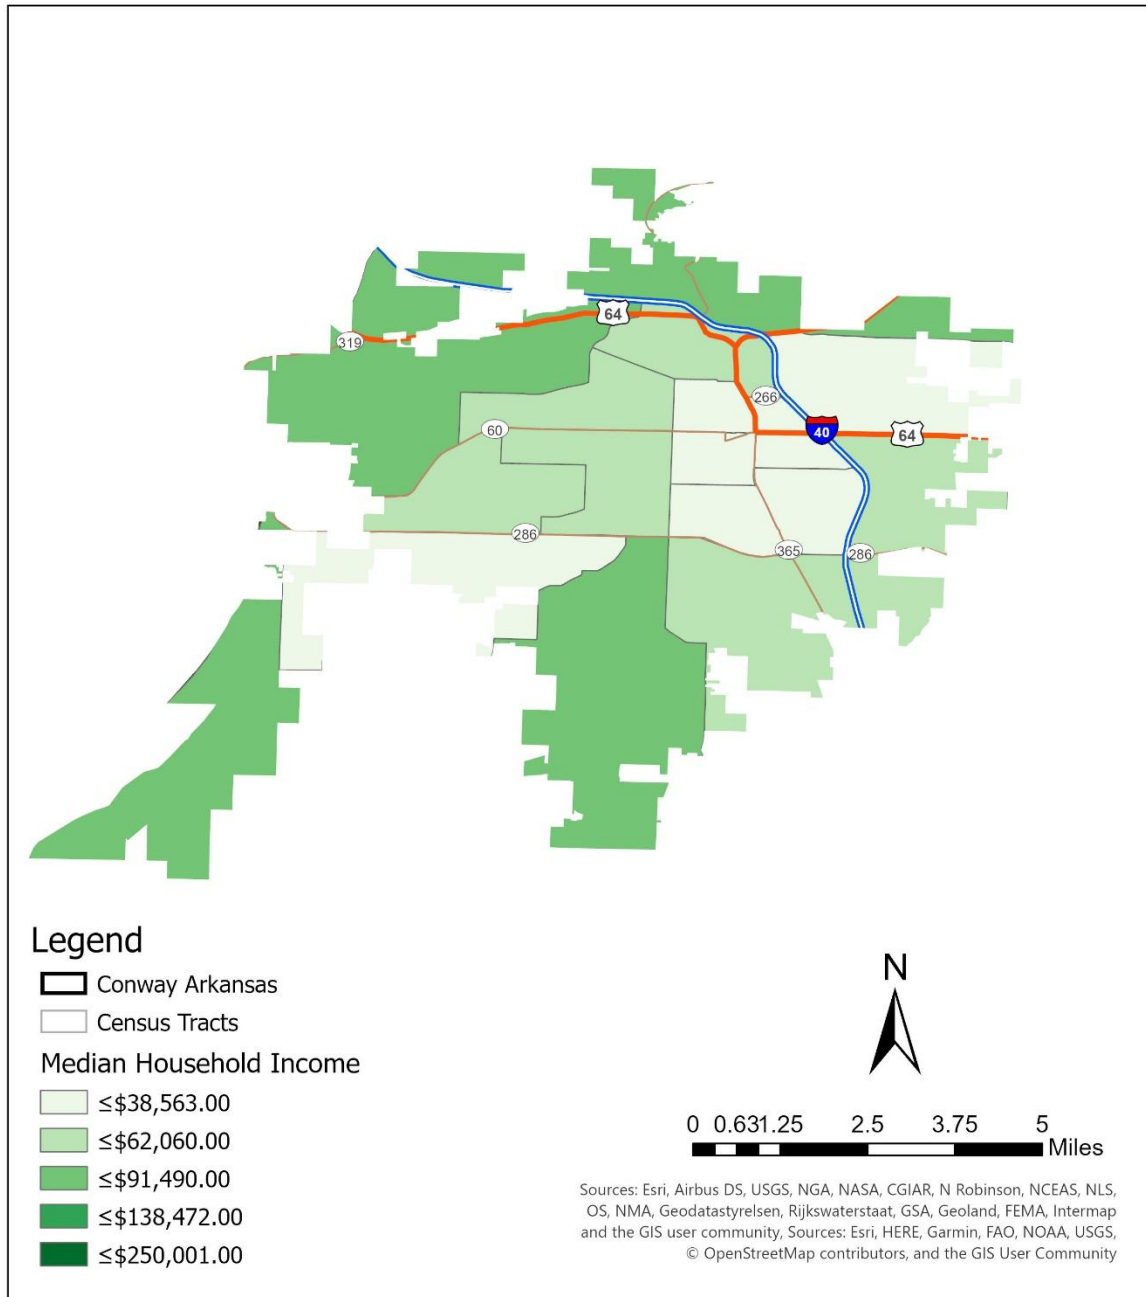 64
319
266
60
40
64
286
365
286
Legend
Conway Arkansas
Census Tracts
Median Household Income
≤$38,563.00
≤$62,060.00
≤$91,490.00
≤$138,472.00
≤$250,001.00
N
0 0.631.25 2.5 3.75 5
Miles
Sources: Esri, Airbus DS, USGS, NGA, NASA, CGIAR, N Robinson, NCEAS, NLS,
OS, NMA, Geodatastyrelsen, Rijkswaterstaat, GSA, Geoland, FEMA, Intermap
and the GIS user community, Sources: Esri, HERE, Garmin, FAO, NOAA, USGS,
© OpenStreetMap contributors, and the GIS User Community